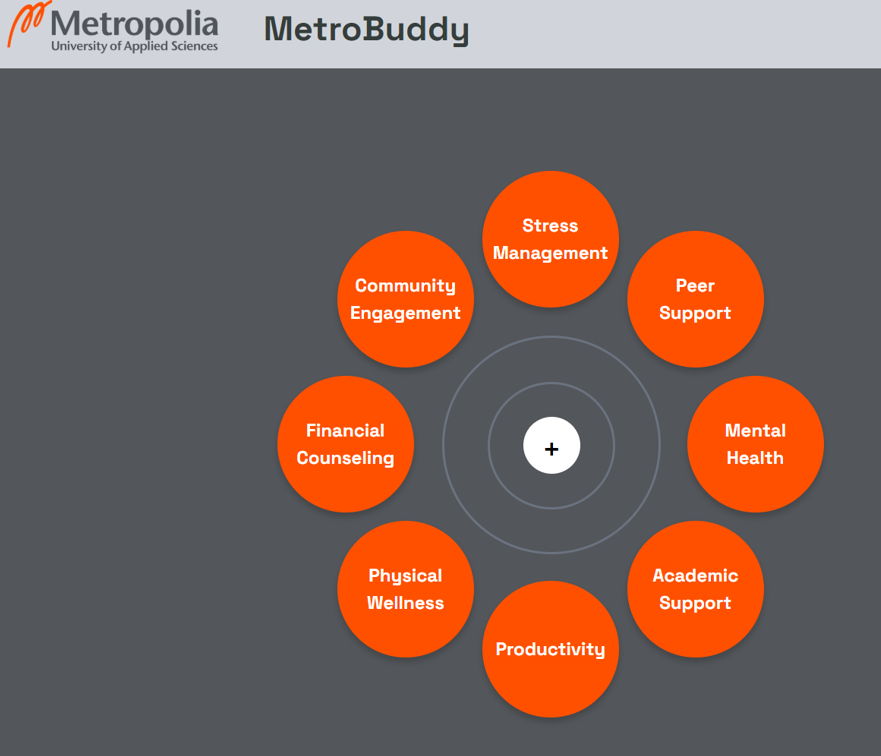 Metropolia
University of Applied Sciences
MetroBuddy
Stress
Management
Community
Engagement
Peer
Support
Financial
Counseling
+
Mental
Health
Physical
Wellness
Academic
Support
Productivity